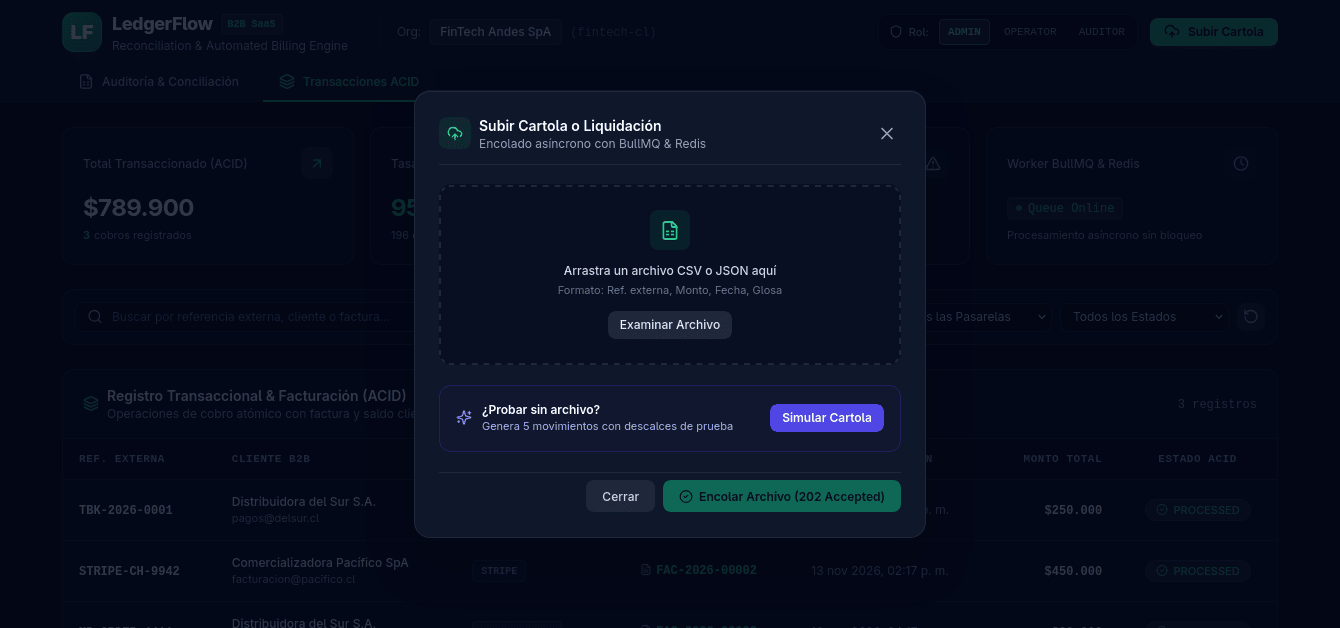 LF
LedgerFlow B2B SaaS
Reconciliation & Automated Billing Engine
Org: FinTech Andes SpA (fintech-cl)
Rol: ADMIN OPERATOR AUDITOR
Subir Cartola
Auditoría & Conciliación
Transacciones ACID
Total Transaccionado (ACID)
$789.900
3 cobros registrados
Tasa
95
196
Worker BullMQ & Redis
Queue Online
Procesamiento asíncrono sin bloqueo
Subir Cartola o Liquidación
Encolado asíncrono con BullMQ & Redis
Arrastra un archivo CSV o JSON aquí
Formato: Ref. externa, Monto, Fecha, Glosa
Examinar Archivo
¿Probar sin archivo?
Genera 5 movimientos con descalces de prueba
Simular Cartola
Cerrar
Encolar Archivo (202 Accepted)
Buscar por referencia externa, cliente o factura...
las Pasarelas
Todos los Estados
Registro Transaccional & Facturación (ACID)
Operaciones de cobro atómico con factura y saldo
3 registros
REF. EXTERNA CLIENTE B2B MONTO TOTAL ESTADO ACID
TBK-2026-0001
Distribuidora del Sur S.A.
pagos@delsur.cl
. m.
$250.000
PROCESSED
STRIPE-CH-9942
Comercializadora Pacífico SpA
facturacion@pacifico.cl
STRIPE
FAC-2026-00002
13 nov 2026, 02:17 p. m.
$450.000
PROCESSED
Distribuidora del Sur S.A.